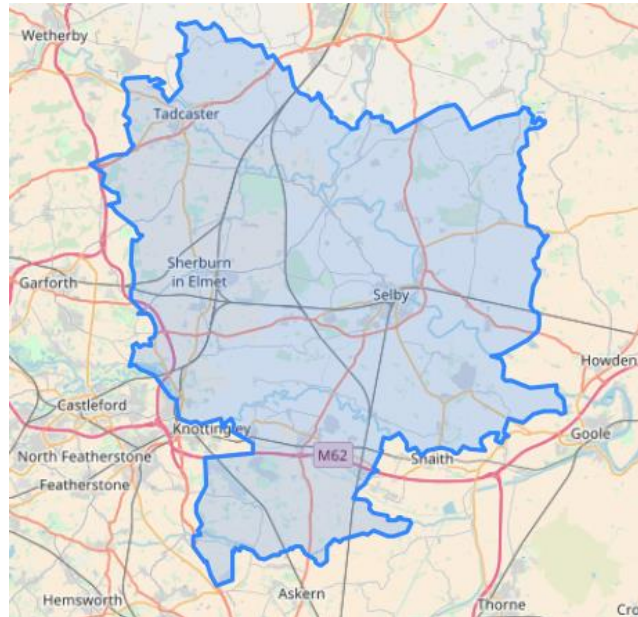 Wetherby
Tadcaster
Sherburn
in Elmet
Garforth
Selby
Howden
Castleford
Knottingley
Goole
North Featherstone
M62
Snaith
Featherstone
Hemsworth
Askern
Thorne
Cro